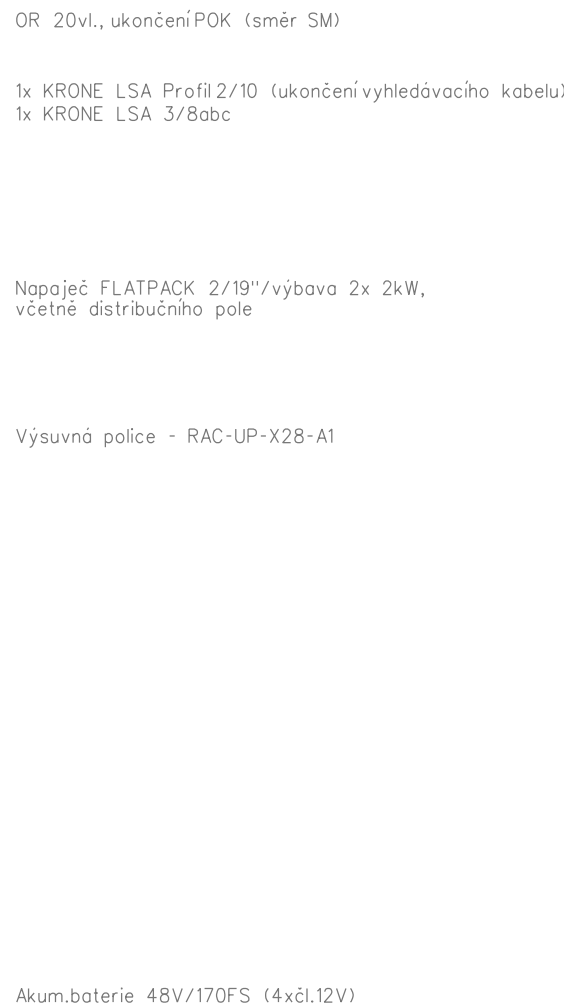 OR 20vl., ukončení POK (směr SM)
1x KRONE LSA Profil 2/10 (ukončení vyhledávacího kabelu)
1x KRONE LSA 3/8abc
Napaječ FLATPACK 2/19"/výbava 2x 2kW,
včetně distribučního pole
Výsuvná police - RAC-UP-X28-A1
Akum.baterie 48V/170FS (4xčl.12V)